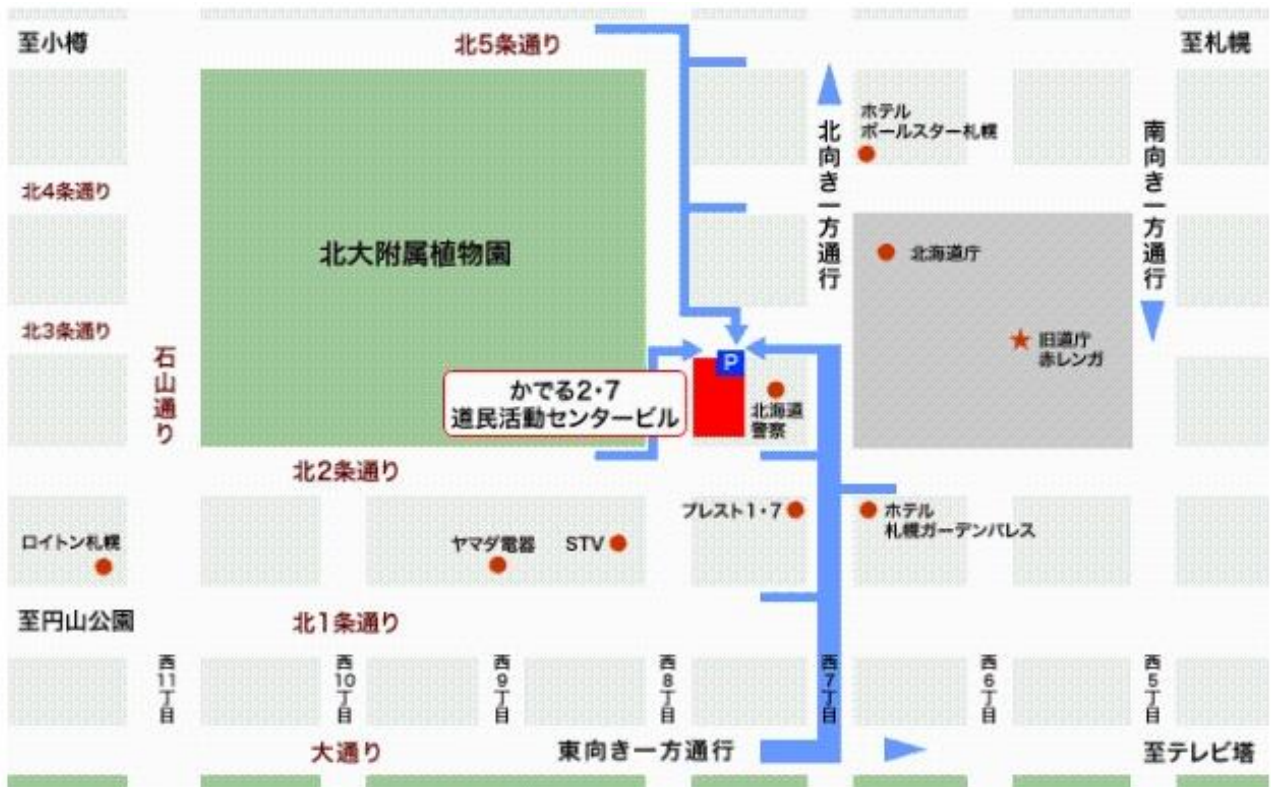 至小樽
北5条通り
至札幌
北向き一方通行
ホテル
ポールスター札幌
南向き一方通行
北4条通り
北大附属植物園
北海道庁
北3条通り
旧道庁
赤レンガ
石山通り
P
かでる2・7
道民活動センタービル
北海道
警察
北2条通り
プレスト1・7
ホテル
札幌ガーデンパレス
ロイトン札幌
ヤマダ電器
STV
至円山公園
北1条通り
西11丁目
西10丁目
西9丁目
西8丁目
西7丁目
西6丁目
西5丁目
大通り
東向き一方通行
至テレビ塔